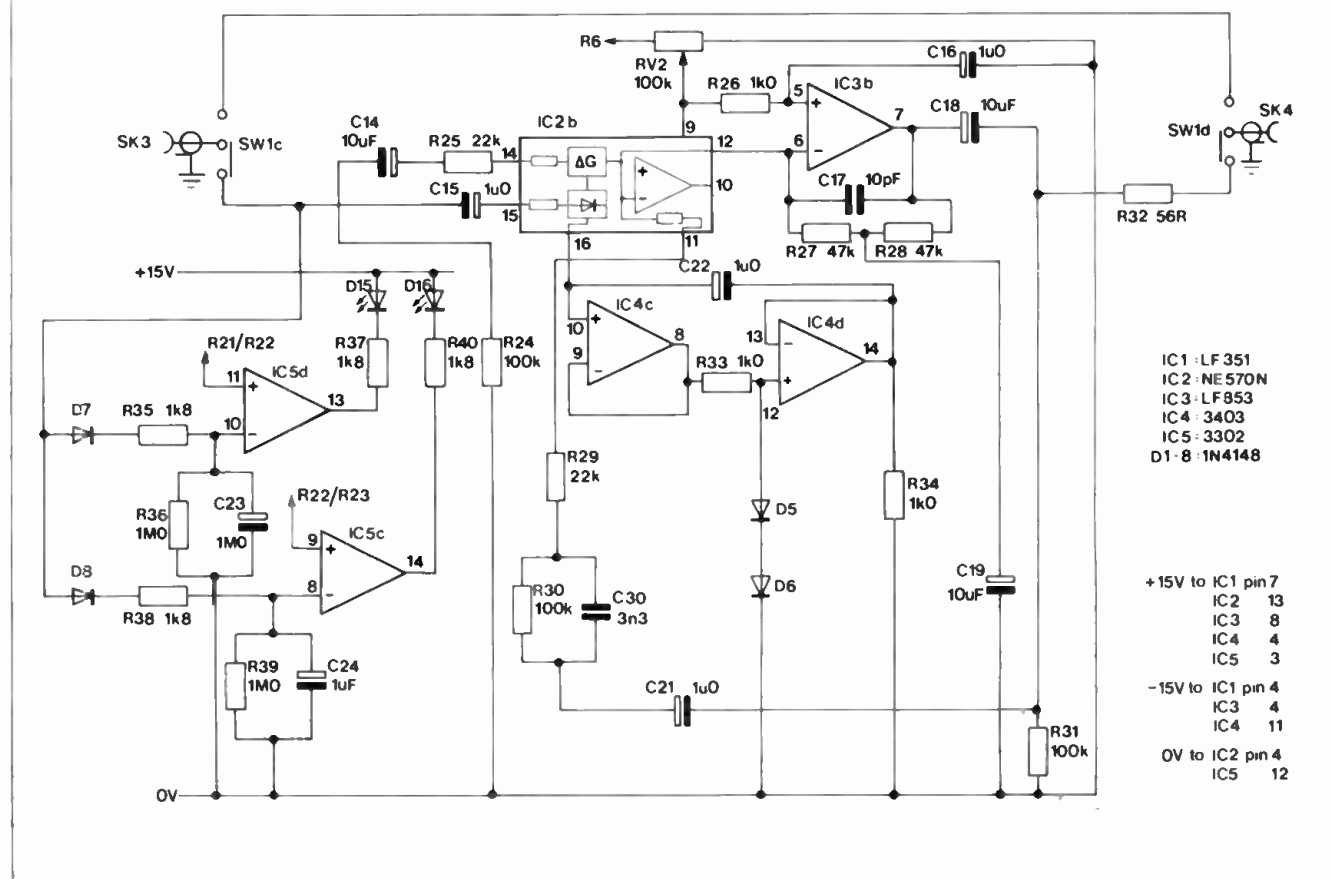 R6
RV2
100k
C16 1u0
R26 1k0
IC3b
5
+
7
C18 10uF
6
−
SK3
SW1c
C14
10uF
R25 22k
IC2b
9
12
14
ΔG
+
−
10
C15 1u0
15
16
11
C17 10pF
R27 47k
R28 47k
SW1d
SK4
R32 56R
+15V
D15
D16
C22 1u0
IC4c
10
+
9
−
8
R33 1k0
IC4d
13
−
14
+
12
R21/R22
R37
1k8
R40
1k8
R24
100k
IC5d
11
+
13
10
−
D7
R35 1k8
R36
1M0
C23
1M0
R22/R23
IC5c
9
+
14
8
−
D8
R38 1k8
R39
1M0
C24
1uF
R29
22k
R30
100k
C30
3n3
D5
D6
R34
1k0
C19
10uF
C21 1u0
R31
100k
0V
IC1 : LF351
IC2 : NE570N
IC3 : LF853
IC4 : 3403
IC5 : 3302
D1-8 : 1N4148
+15V to IC1 pin 7
IC2 13
IC3 8
IC4 4
IC5 3
−15V to IC1 pin 4
IC3 4
IC4 11
0V to IC2 pin 4
IC5 12